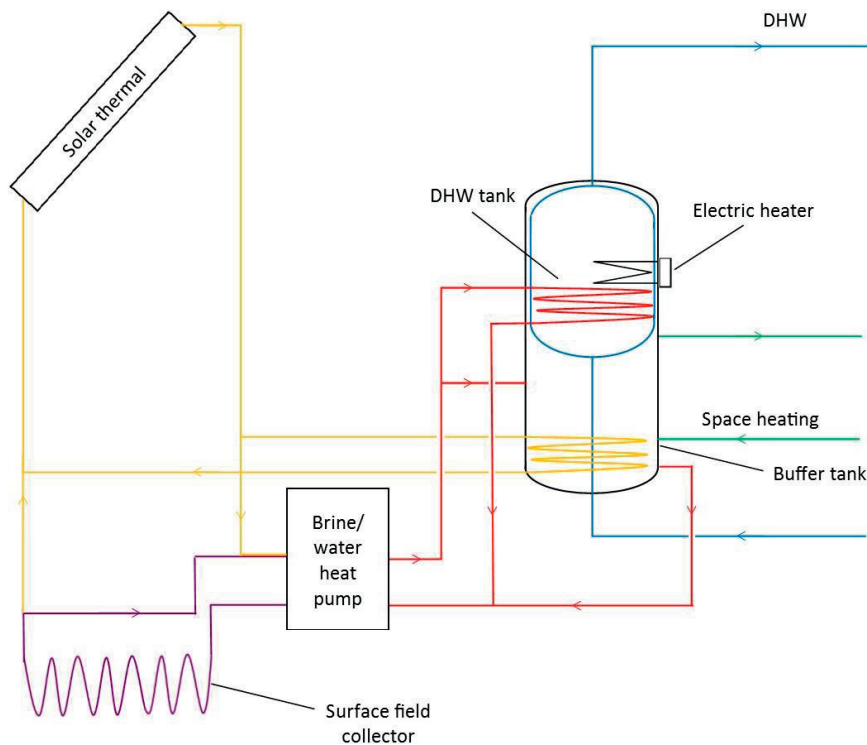 DHW
Solar thermal
DHW tank
Electric heater
Space heating
Buffer tank
Brine/
water
heat
pump
Surface field
collector